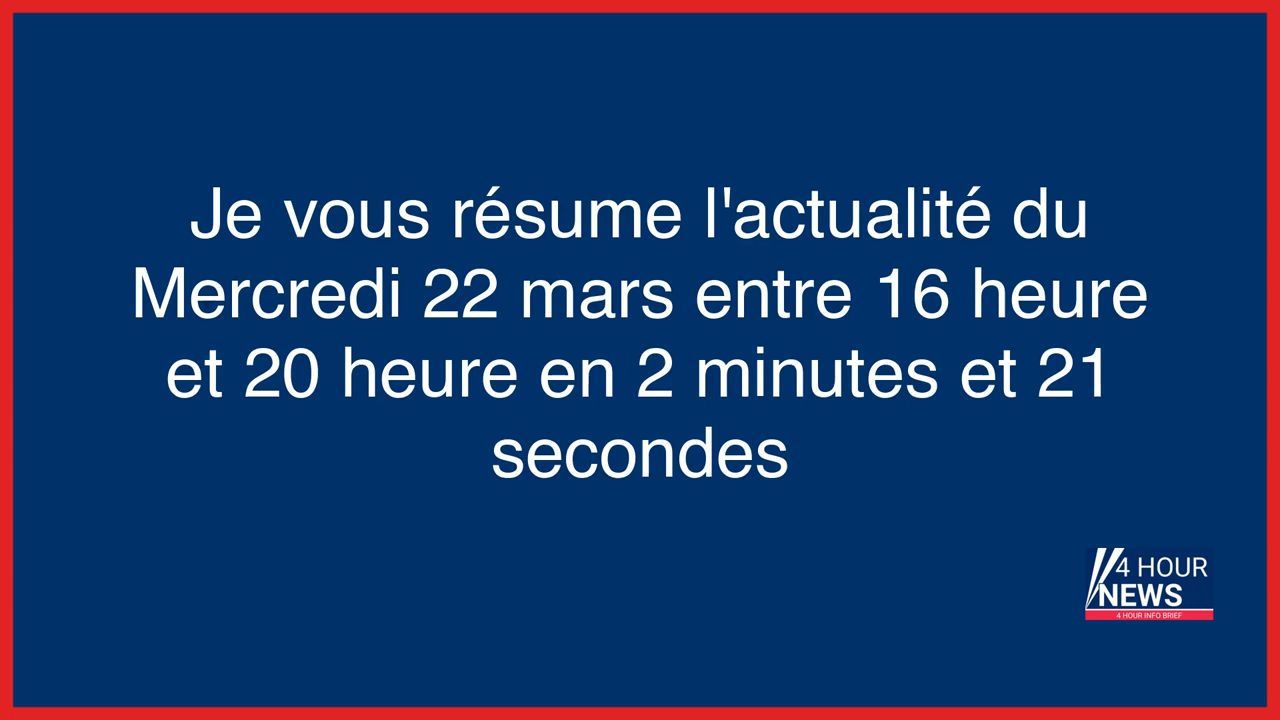 Je vous résume l'actualité du
Mercredi 22 mars entre 16 heure
et 20 heure en 2 minutes et 21
secondes
4 HOUR
NEWS
4 HOUR INFO BRIEF